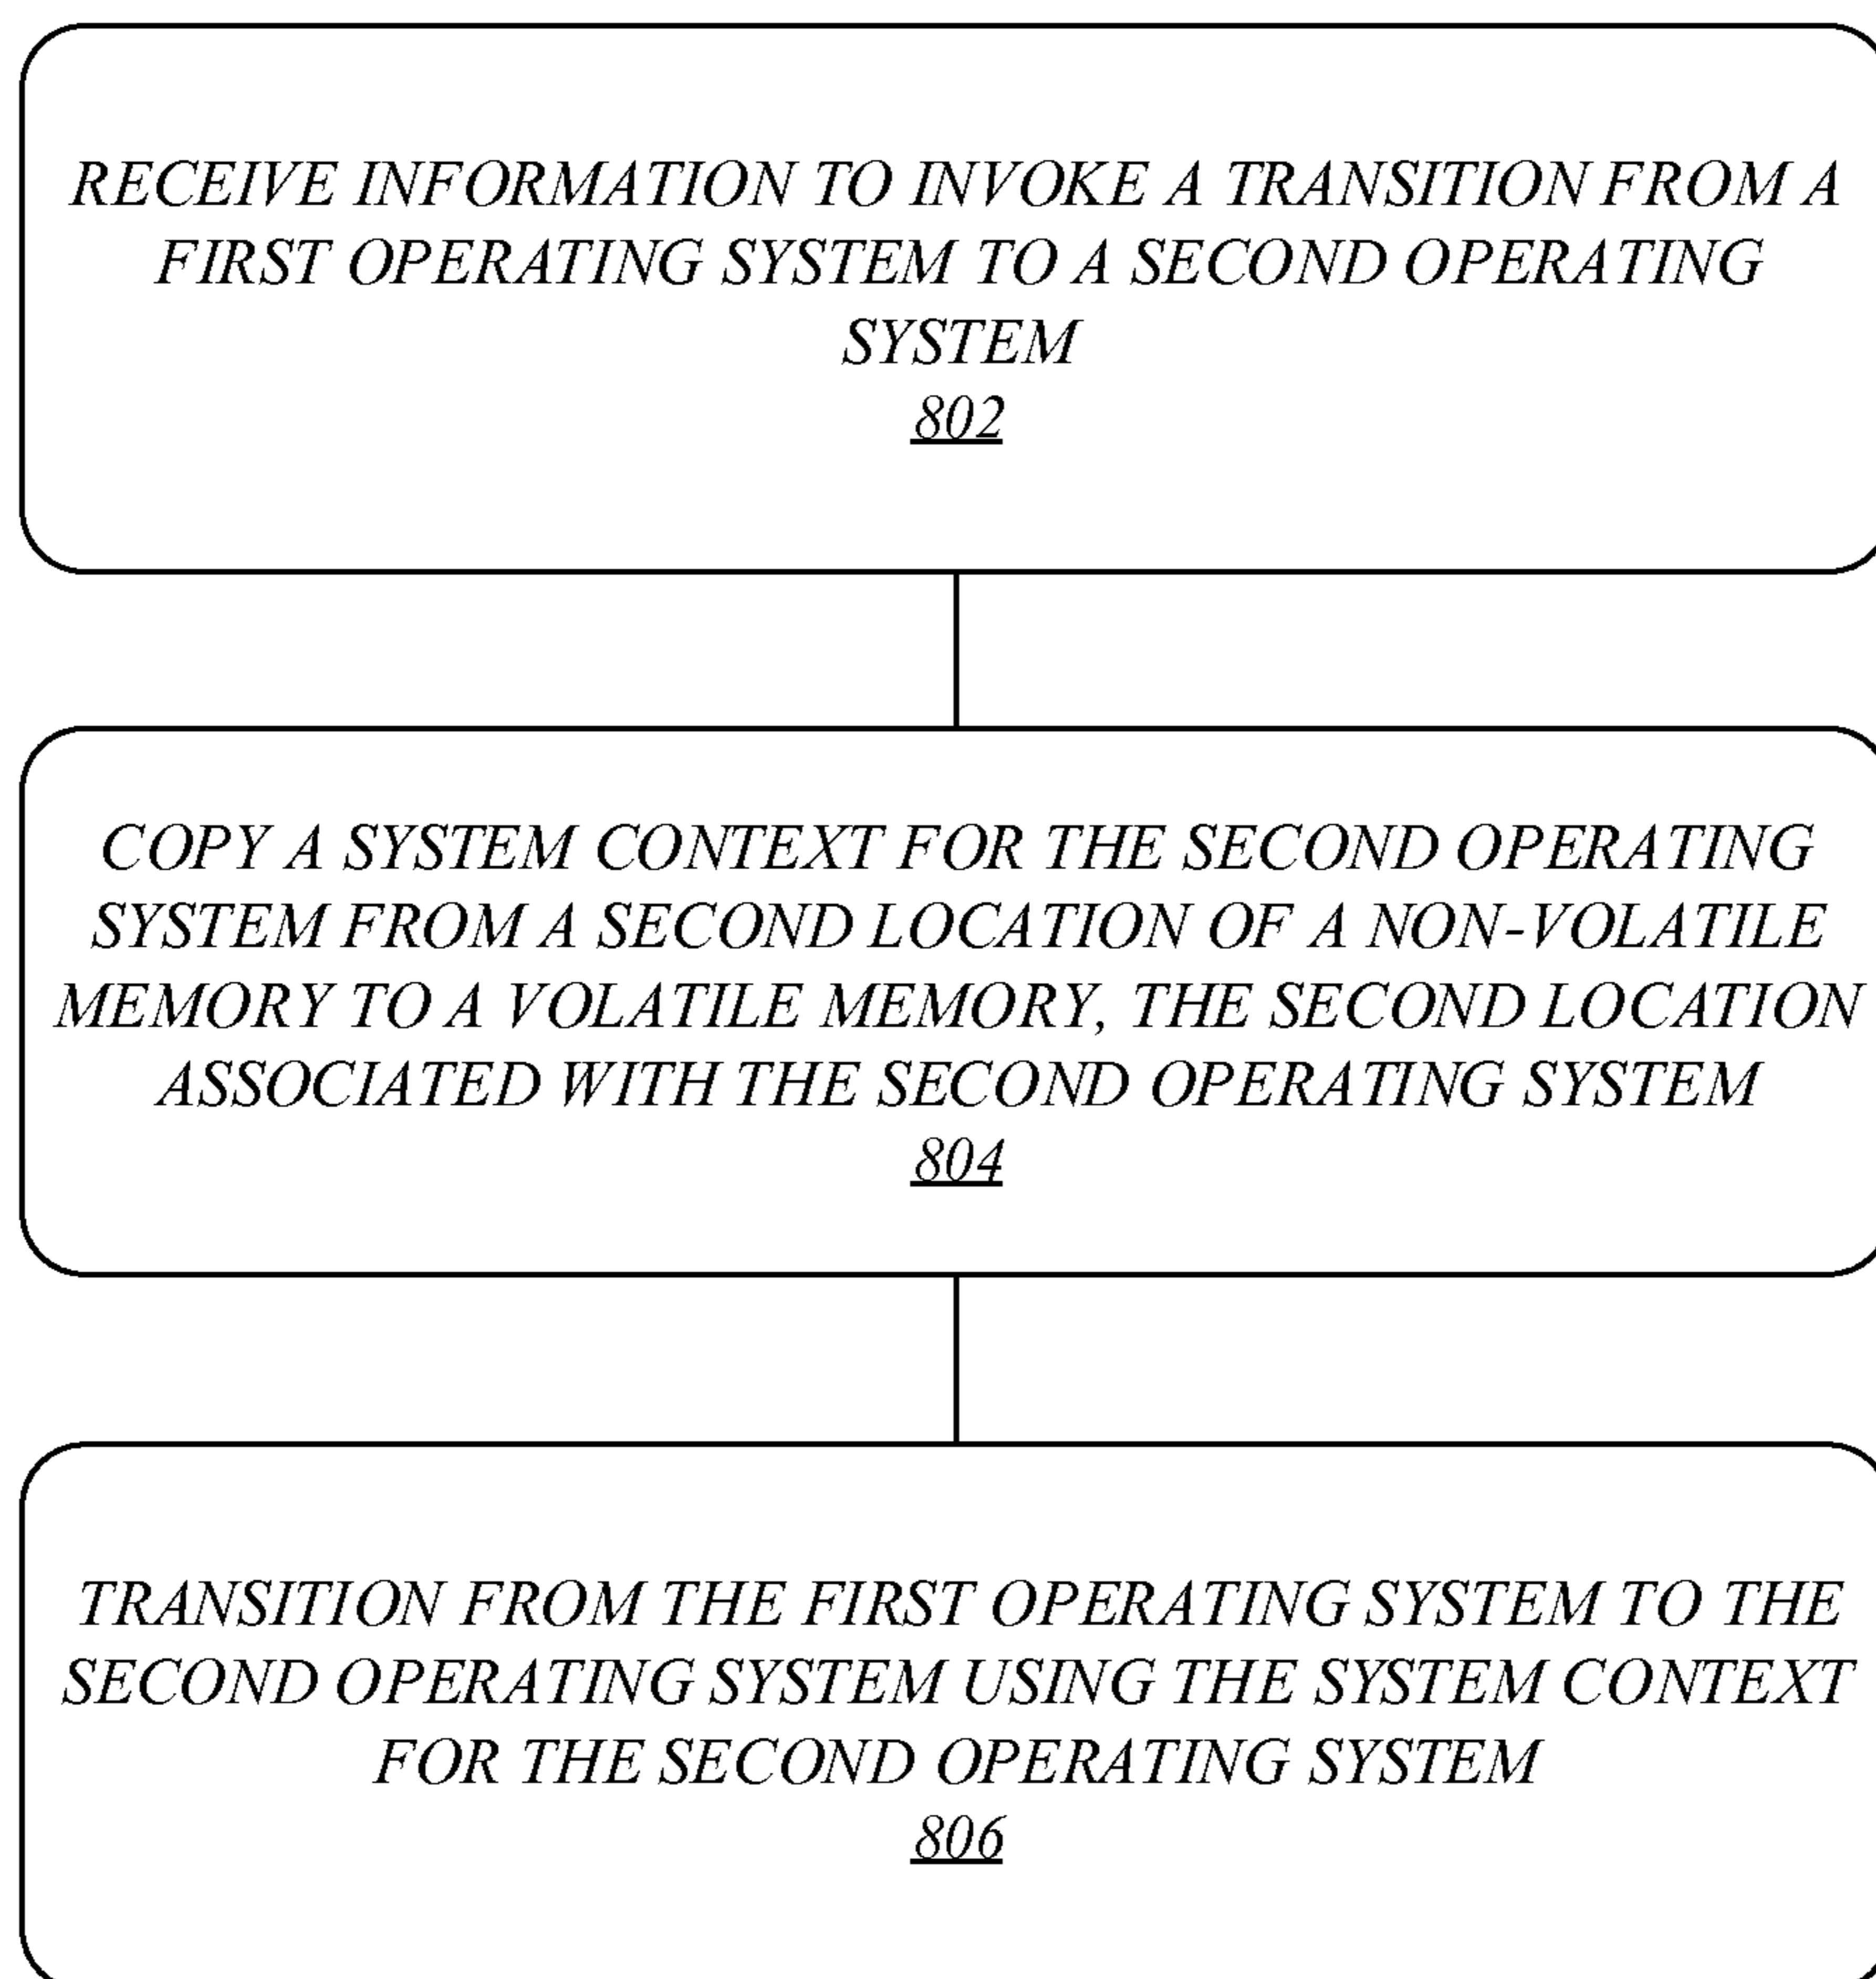 RECEIVE INFORMATION TO INVOKE A TRANSITION FROM A
FIRST OPERATING SYSTEM TO A SECOND OPERATING
SYSTEM
802
COPY A SYSTEM CONTEXT FOR THE SECOND OPERATING
SYSTEM FROM A SECOND LOCATION OF A NON-VOLATILE
MEMORY TO A VOLATILE MEMORY, THE SECOND LOCATION
ASSOCIATED WITH THE SECOND OPERATING SYSTEM
804
TRANSITION FROM THE FIRST OPERATING SYSTEM TO THE
SECOND OPERATING SYSTEM USING THE SYSTEM CONTEXT
FOR THE SECOND OPERATING SYSTEM
806